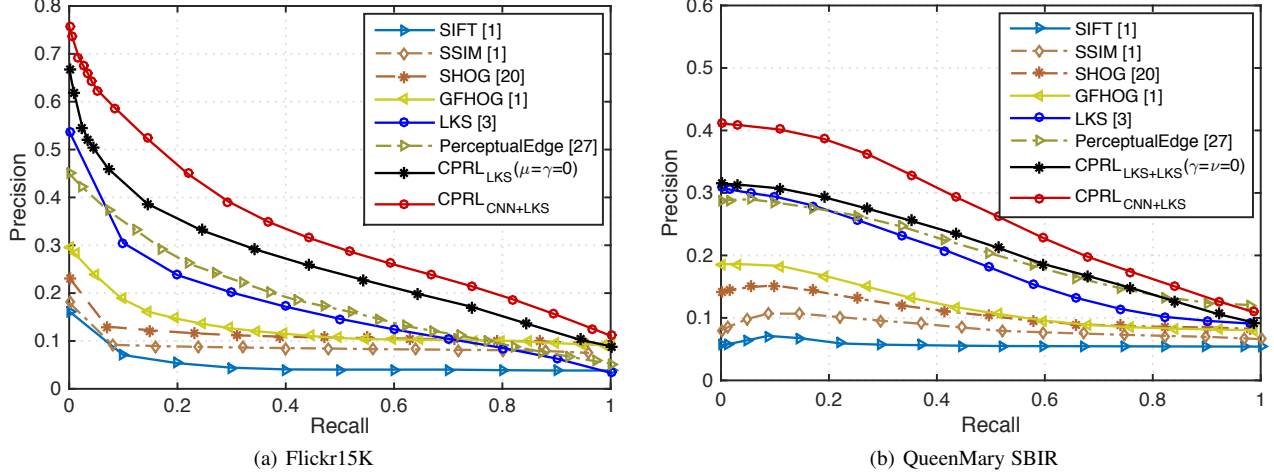 0.8
0.7
0.6
0.5
0.4
0.3
0.2
0.1
0
Precision
0 0.2 0.4 0.6 0.8 1
Recall
SIFT [1]
SSIM [1]
SHOG [20]
GFHOG [1]
LKS [3]
PerceptualEdge [27]
CPRL_LKS(μ=γ=0)
CPRL_CNN+LKS
(a) Flickr15K
0.6
0.5
0.4
0.3
0.2
0.1
0
Precision
0 0.2 0.4 0.6 0.8 1
Recall
SIFT [1]
SSIM [1]
SHOG [20]
GFHOG [1]
LKS [3]
PerceptualEdge [27]
CPRL_LKS+LKS(γ=ν=0)
CPRL_CNN+LKS
(b) QueenMary SBIR